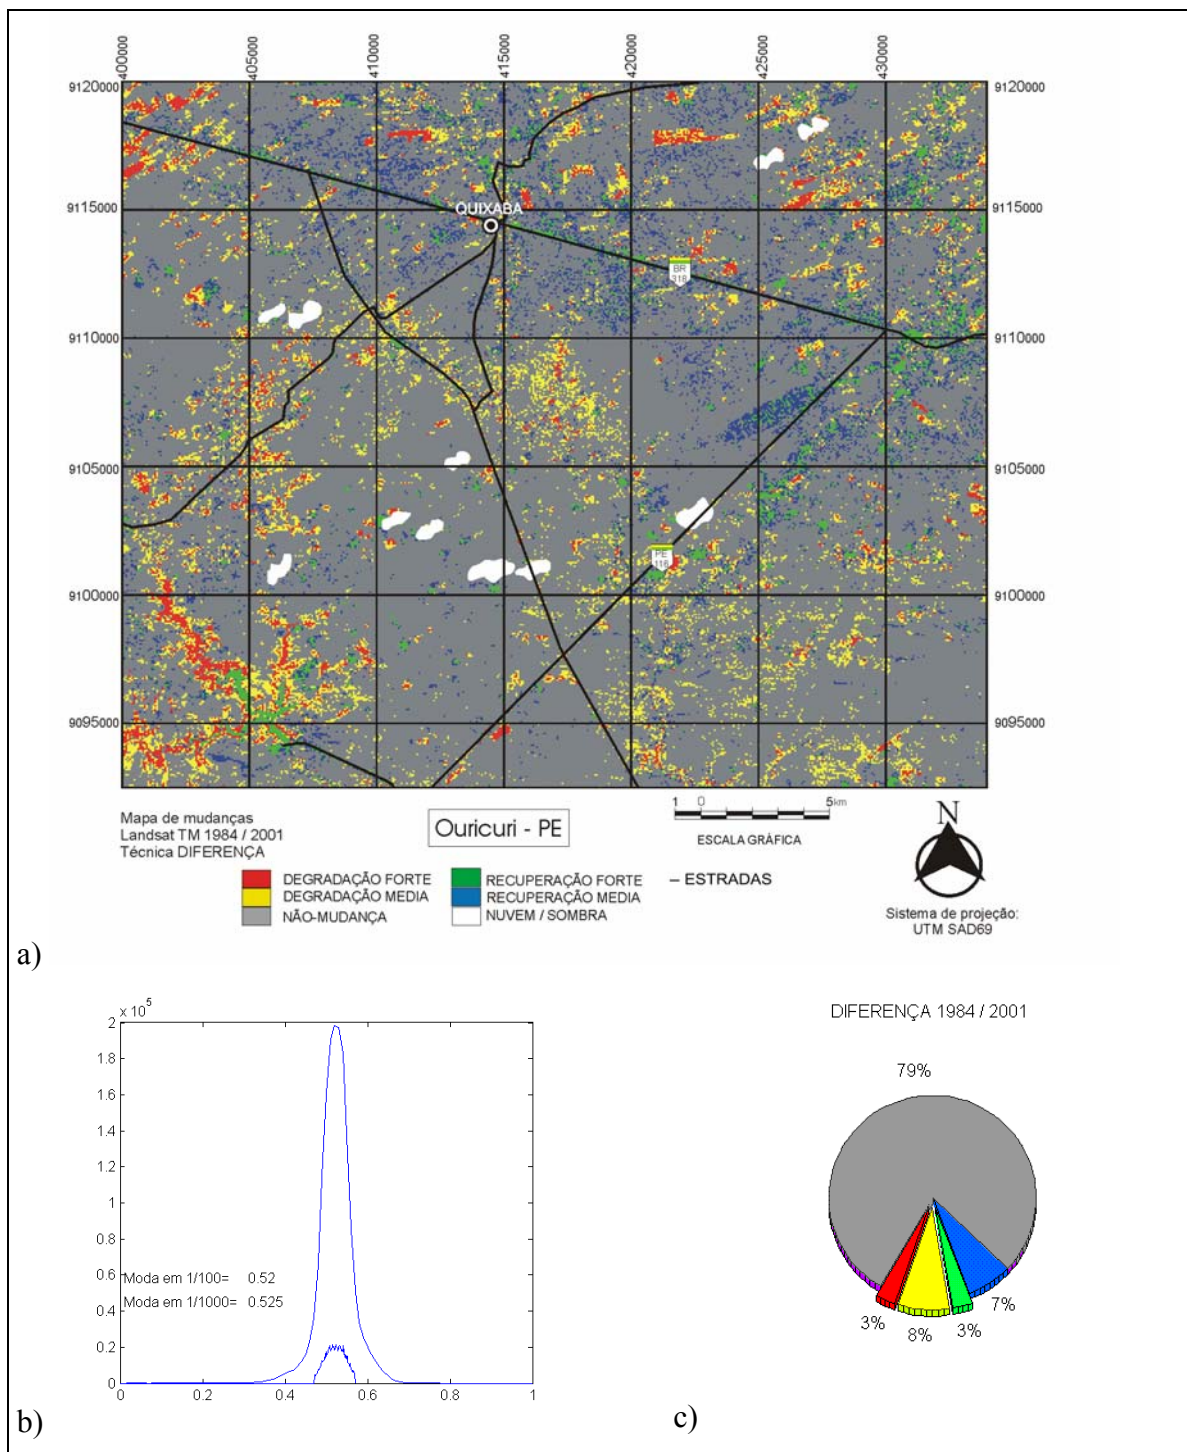 400000 405000 410000 415000 420000 425000 430000
9120000 9120000
9115000 9115000
QUIXABA
BR
316
9110000 9110000
9105000 9105000
PE
116
9100000 9100000
9095000 9095000
Mapa de mudanças
Landsat TM 1984 / 2001
Técnica DIFERENÇA
Ouricuri - PE
1 0 5km
ESCALA GRÁFICA
N
DEGRADAÇÃO FORTE
DEGRADAÇÃO MEDIA
NÃO-MUDANÇA
RECUPERAÇÃO FORTE
RECUPERAÇÃO MEDIA
NUVEM / SOMBRA
– ESTRADAS
Sistema de projeção:
UTM SAD69
a)
x 10^5
2
1.8
1.6
1.4
1.2
1
0.8
0.6
Moda em 1/100= 0.52
0.4
Moda em 1/1000= 0.525
0.2
0
0 0.2 0.4 0.6 0.8 1
b)
DIFERENÇA 1984 / 2001
79%
7%
3%
8%
3%
c)